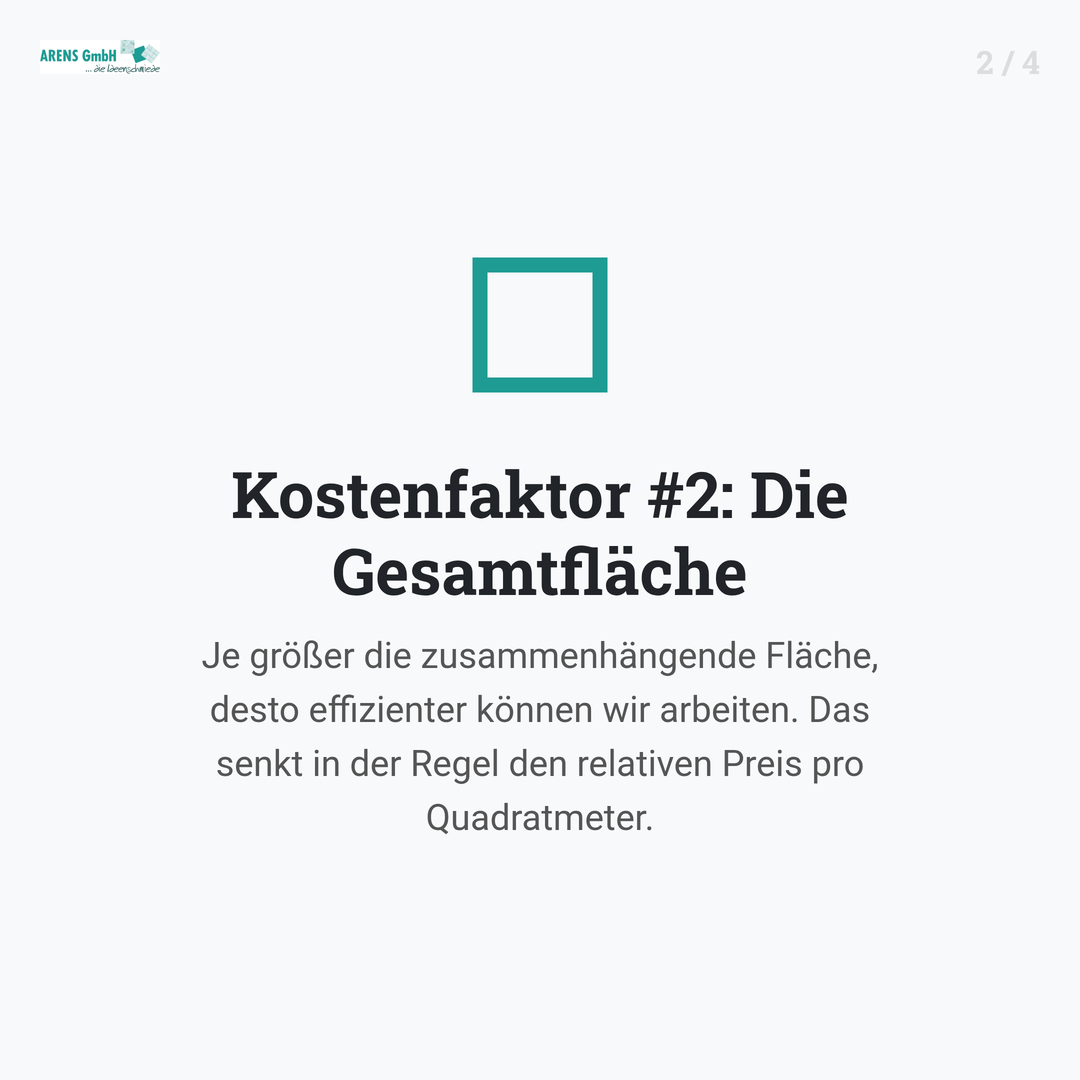 ARENS GmbH
... die Ideenschmiede
2 / 4
Kostenfaktor #2: Die
Gesamtfläche
Je größer die zusammenhängende Fläche,
desto effizienter können wir arbeiten. Das
senkt in der Regel den relativen Preis pro
Quadratmeter.